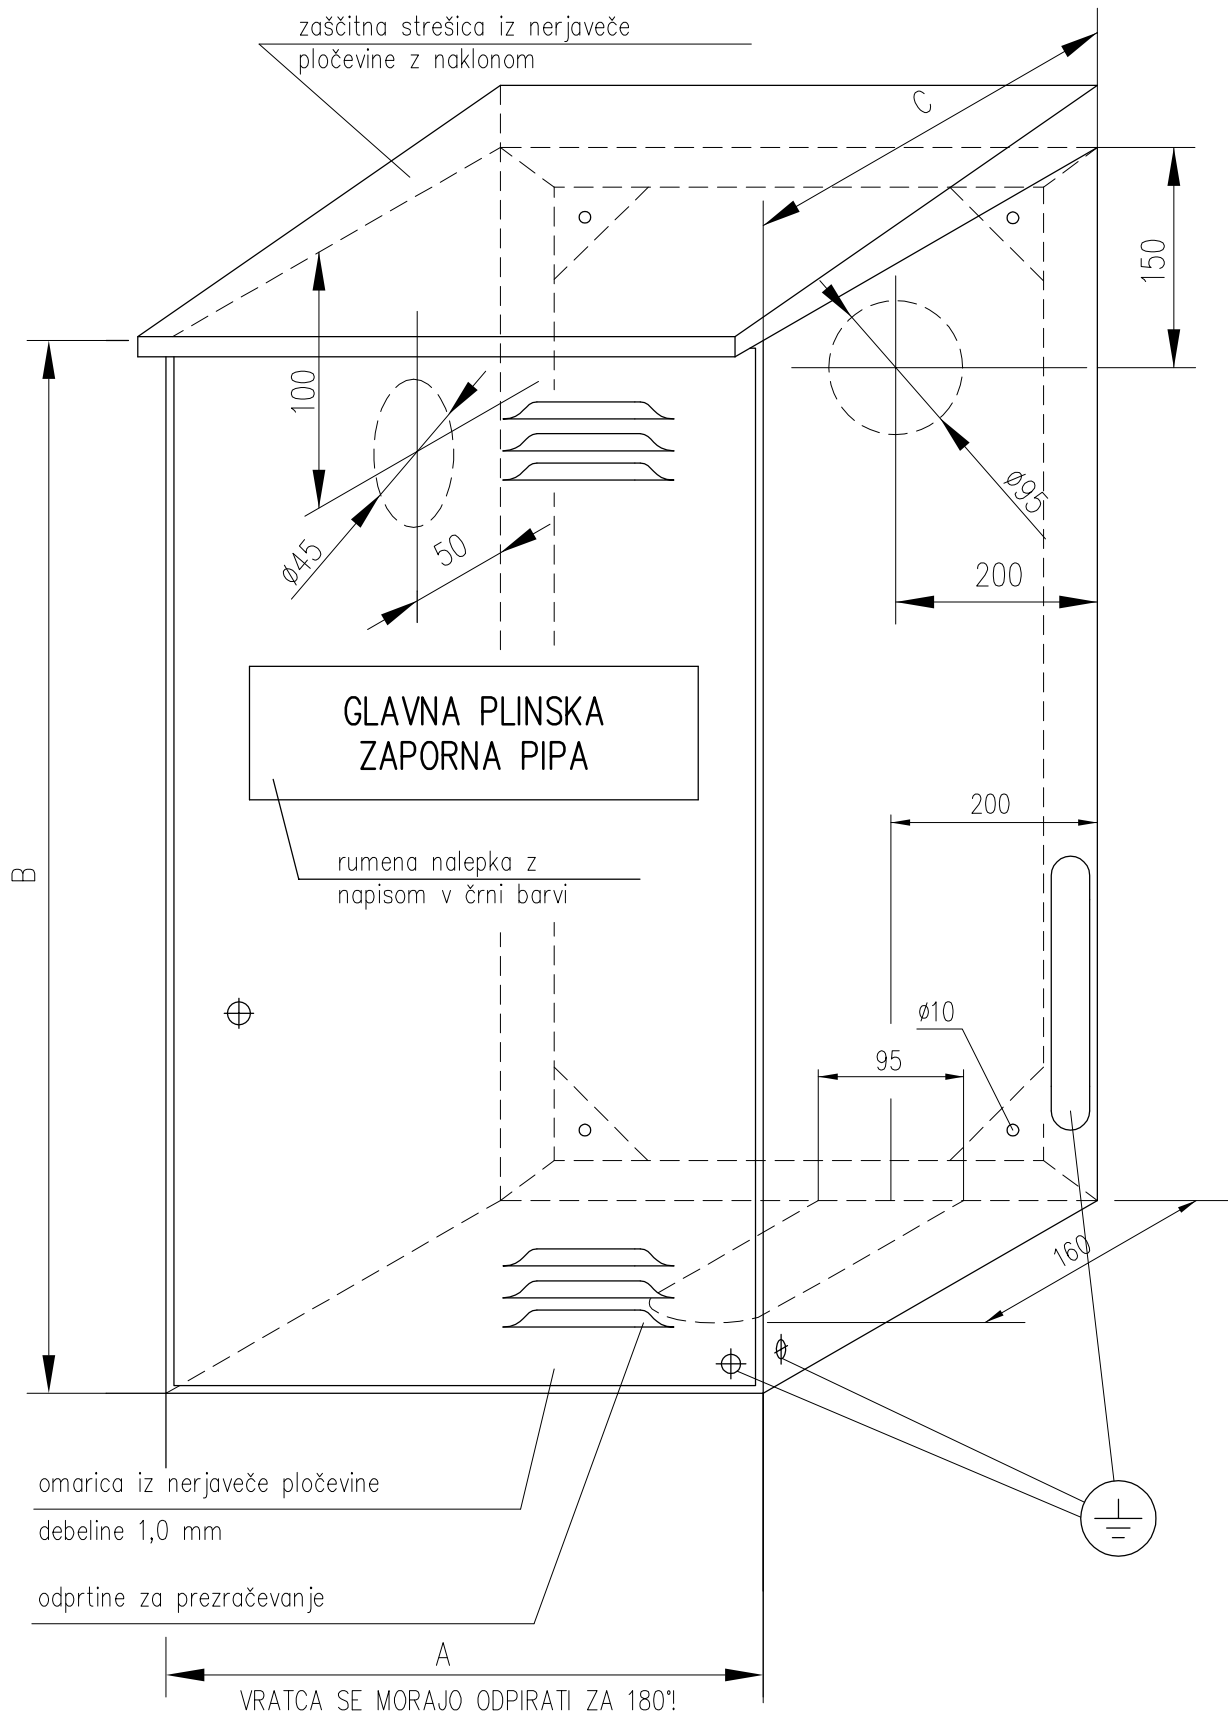 zaščitna strešica iz nerjaveče
pločevine z naklonom
C
150
100
Ø95
Ø45
50
200
GLAVNA PLINSKA
ZAPORNA PIPA
200
rumena nalepka z
napisom v črni barvi
B
Ø10
95
160
omarica iz nerjaveče pločevine
debeline 1,0 mm
odprtine za prezračevanje
A
VRATCA SE MORAJO ODPIRATI ZA 180°!